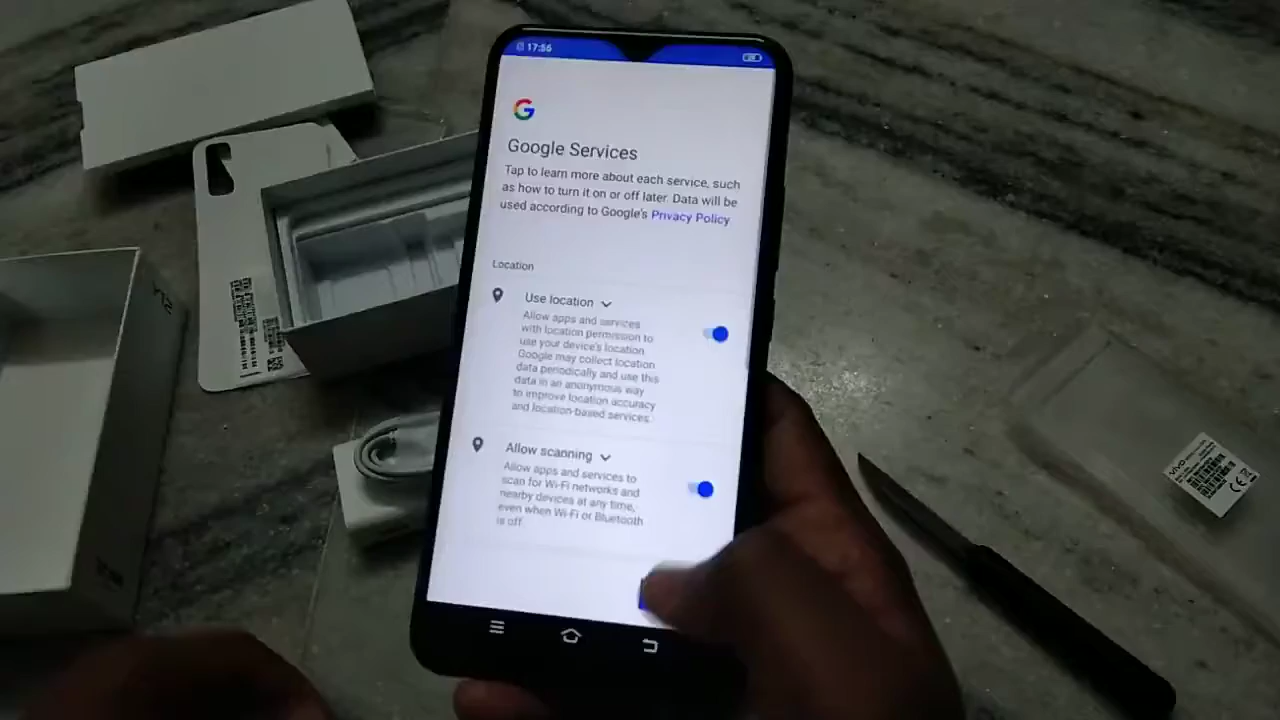 17:56
Google Services
Tap to learn more about each service, such
as how to turn it on or off later. Data will be
used according to Google's Privacy Policy
Location
Use location
Allow apps and services
with location permission to
use your device's location
Google may collect location
data periodically and use this
data in an anonymous way
to improve location accuracy
and location-based services.
Allow scanning
Allow apps and services to
scan for Wi-Fi networks and
nearby devices at any time,
even when Wi-Fi or Bluetooth
is off
vivo
CE